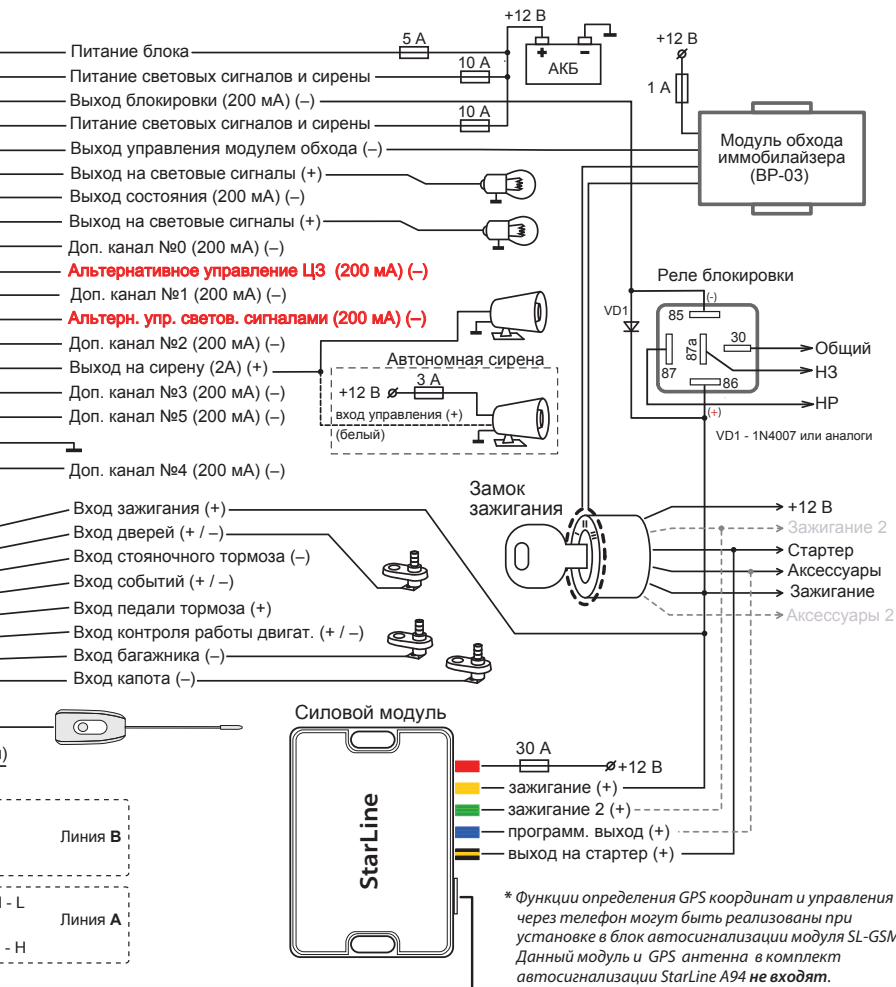 +12 В
Питание блока
5 А
+ –
АКБ
Питание световых сигналов и сирены
10 А
Выход блокировки (200 мА) (–)
Питание световых сигналов и сирены
10 А
Выход управления модулем обхода (–)
Выход на световые сигналы (+)
Выход состояния (200 мА) (–)
Выход на световые сигналы (+)
Доп. канал №0 (200 мА) (–)
Альтернативное управление ЦЗ (200 мА) (–)
Доп. канал №1 (200 мА) (–)
Альтерн. упр. светов. сигналами (200 мА) (–)
Доп. канал №2 (200 мА) (–)
Выход на сирену (2А) (+)
Доп. канал №3 (200 мА) (–)
Доп. канал №5 (200 мА) (–)
Доп. канал №4 (200 мА) (–)
+12 В
1 А
Модуль обхода
иммобилайзера
(BP-03)
Реле блокировки
(-)
VD1
85
30
87a
87
86
(+)
Общий
НЗ
НР
VD1 - 1N4007 или аналоги
Автономная сирена
+12 В
3 А
вход управления (+)
(белый)
Вход зажигания (+)
Вход дверей (+ / –)
Вход стояночного тормоза (–)
Вход событий (+ / –)
Вход педали тормоза (+)
Вход контроля работы двигат. (+ / –)
Вход багажника (–)
Вход капота (–)
Замок
зажигания
I
II
III
+12 В
Зажигание 2
Стартер
Аксессуары
Зажигание
Аксессуары 2
Силовой модуль
StarLine
30 А
+12 В
зажигание (+)
зажигание 2 (+)
программ. выход (+)
выход на стартер (+)
)
Линия B
- L
Линия A
- H
* Функции определения GPS координат и управления
через телефон могут быть реализованы при
установке в блок автосигнализации модуля SL-GSM
Данный модуль и GPS антенна в комплект
автосигнализации StarLine A94 не входят.